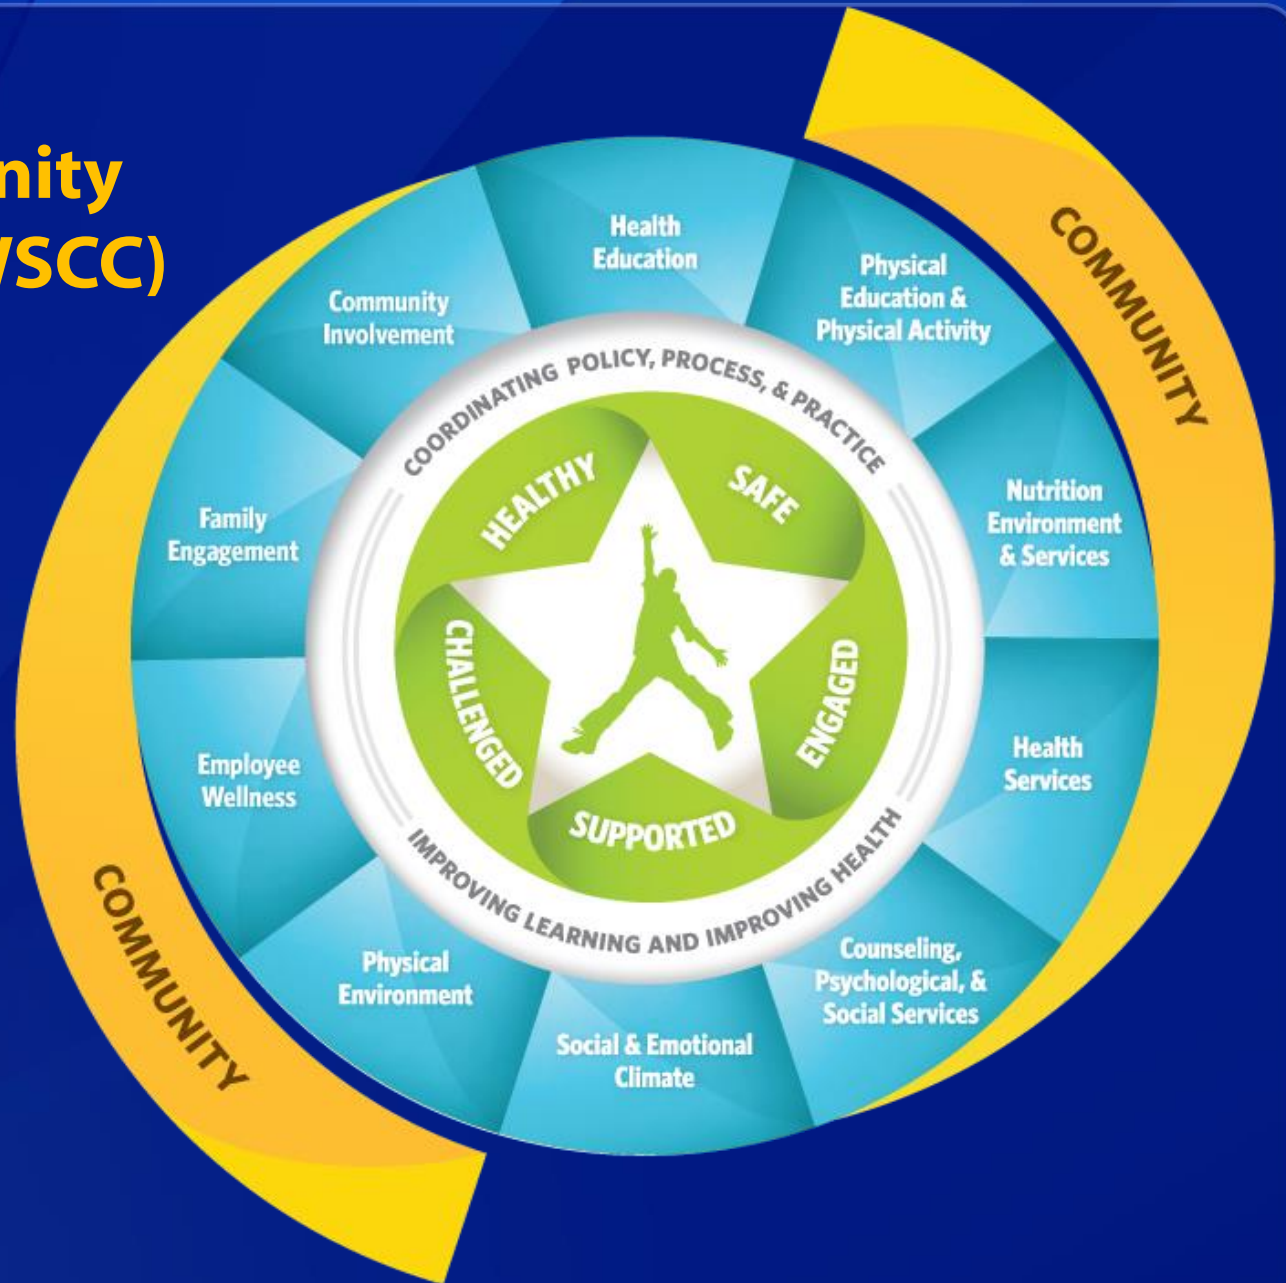 nity
WSCC)
COMMUNITY
Health
Education
Physical
Education &
Physical Activity
Nutrition
Environment
& Services
Health
Services
Counseling,
Psychological, &
Social Services
Social & Emotional
Climate
Physical
Environment
Employee
Wellness
Family
Engagement
Community
Involvement
COORDINATING POLICY, PROCESS, & PRACTICE
HEALTHY
SAFE
ENGAGED
SUPPORTED
CHALLENGED
IMPROVING LEARNING AND IMPROVING HEALTH
COMMUNITY